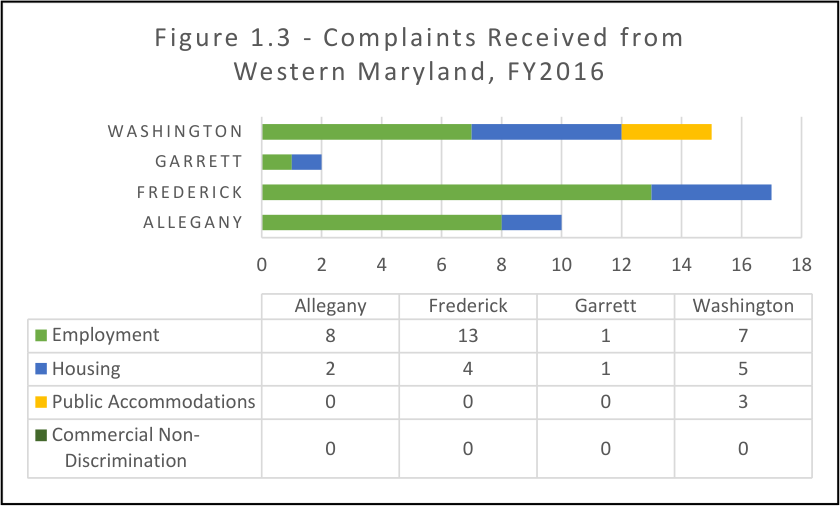 Figure 1.3 - Complaints Received from
Western Maryland, FY2016
WASHINGTON
GARRETT
FREDERICK
ALLEGANY
0 2 4 6 8 10 12 14 16 18
Allegany Frederick Garrett Washington
Employment 8 13 1 7
Housing 2 4 1 5
Public Accommodations 0 0 0 3
Commercial Non-
Discrimination 0 0 0 0